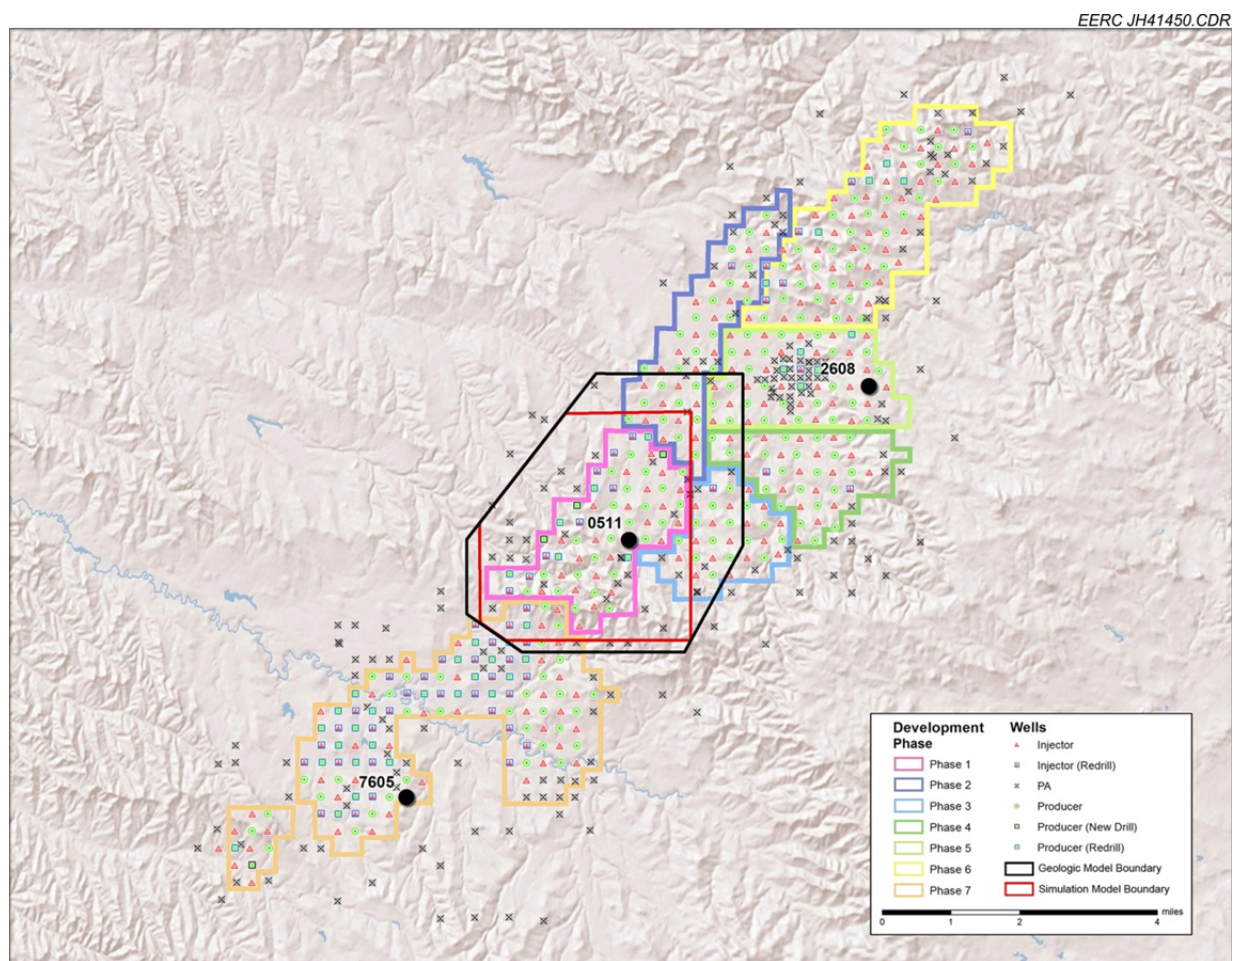 EERC JH41450.CDR
2608
0511
7605
Development
Phase
Phase 1
Phase 2
Phase 3
Phase 4
Phase 5
Phase 6
Phase 7
Wells
Injector
Injector (Redrill)
PA
Producer
Producer (New Drill)
Producer (Redrill)
Geologic Model Boundary
Simulation Model Boundary
miles
0 1 2 4